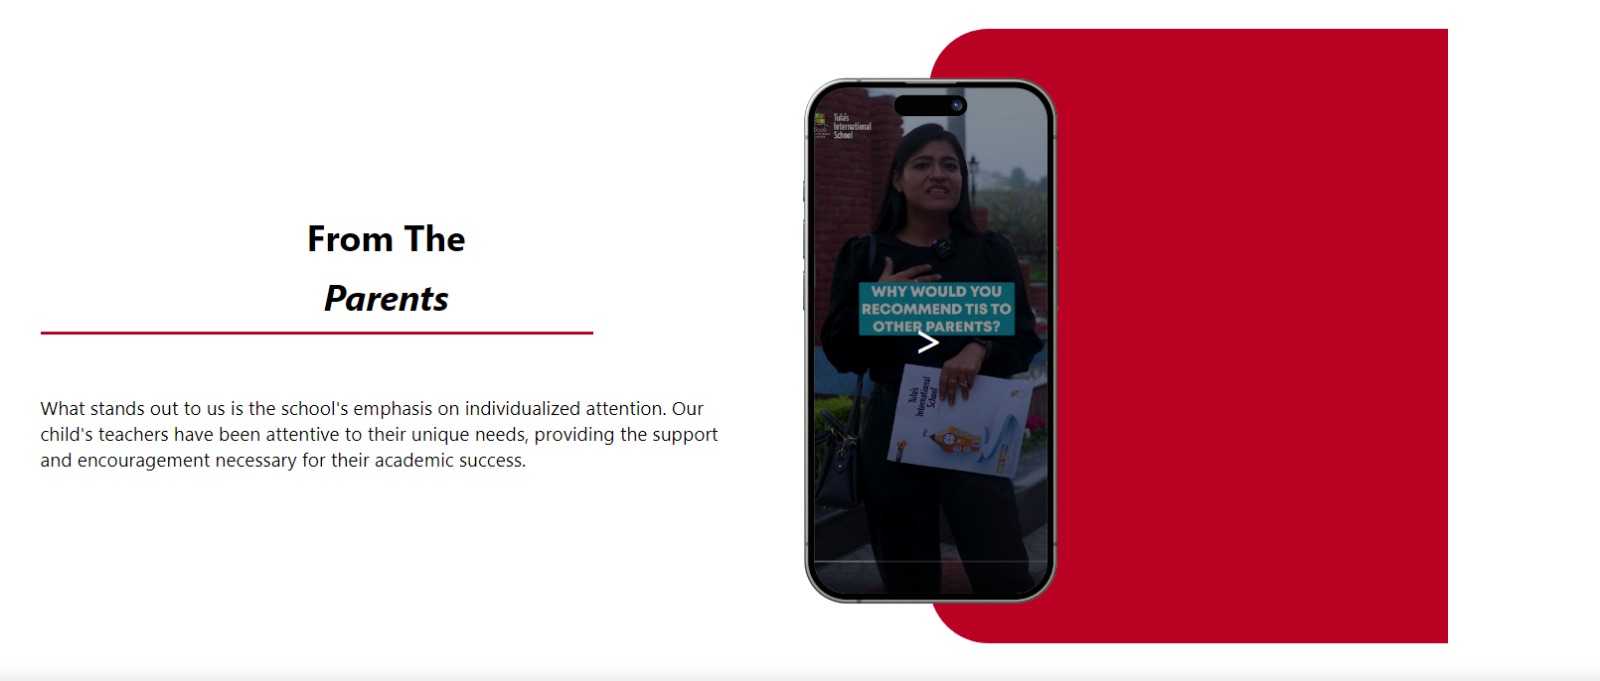 From The
Parents
What stands out to us is the school's emphasis on individualized attention. Our
child's teachers have been attentive to their unique needs, providing the support
and encouragement necessary for their academic success.
Tula's
International
School
WHY WOULD YOU
RECOMMEND TIS TO
OTHER PARENTS?
>
Tula's
International
School